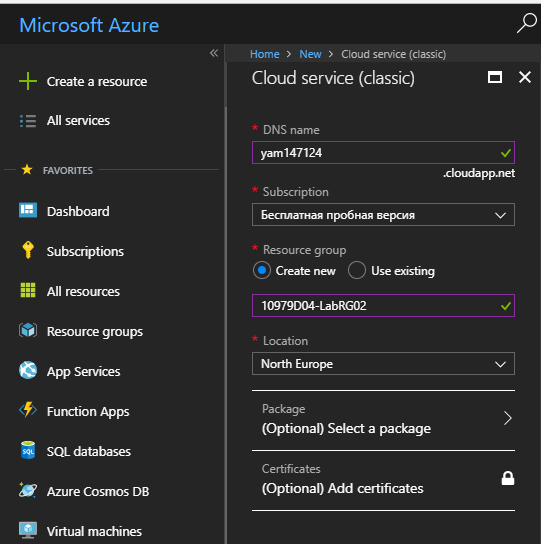 Microsoft Azure
Home > New > Cloud service (classic)
Create a resource
All services
FAVORITES
Dashboard
Subscriptions
All resources
Resource groups
App Services
Function Apps
SQL databases
Azure Cosmos DB
Virtual machines
Cloud service (classic)
* DNS name
yam147124
.cloudapp.net
* Subscription
Бесплатная пробная версия
* Resource group
Create new Use existing
10979D04-LabRG02
* Location
North Europe
Package
(Optional) Select a package
Certificates
(Optional) Add certificates